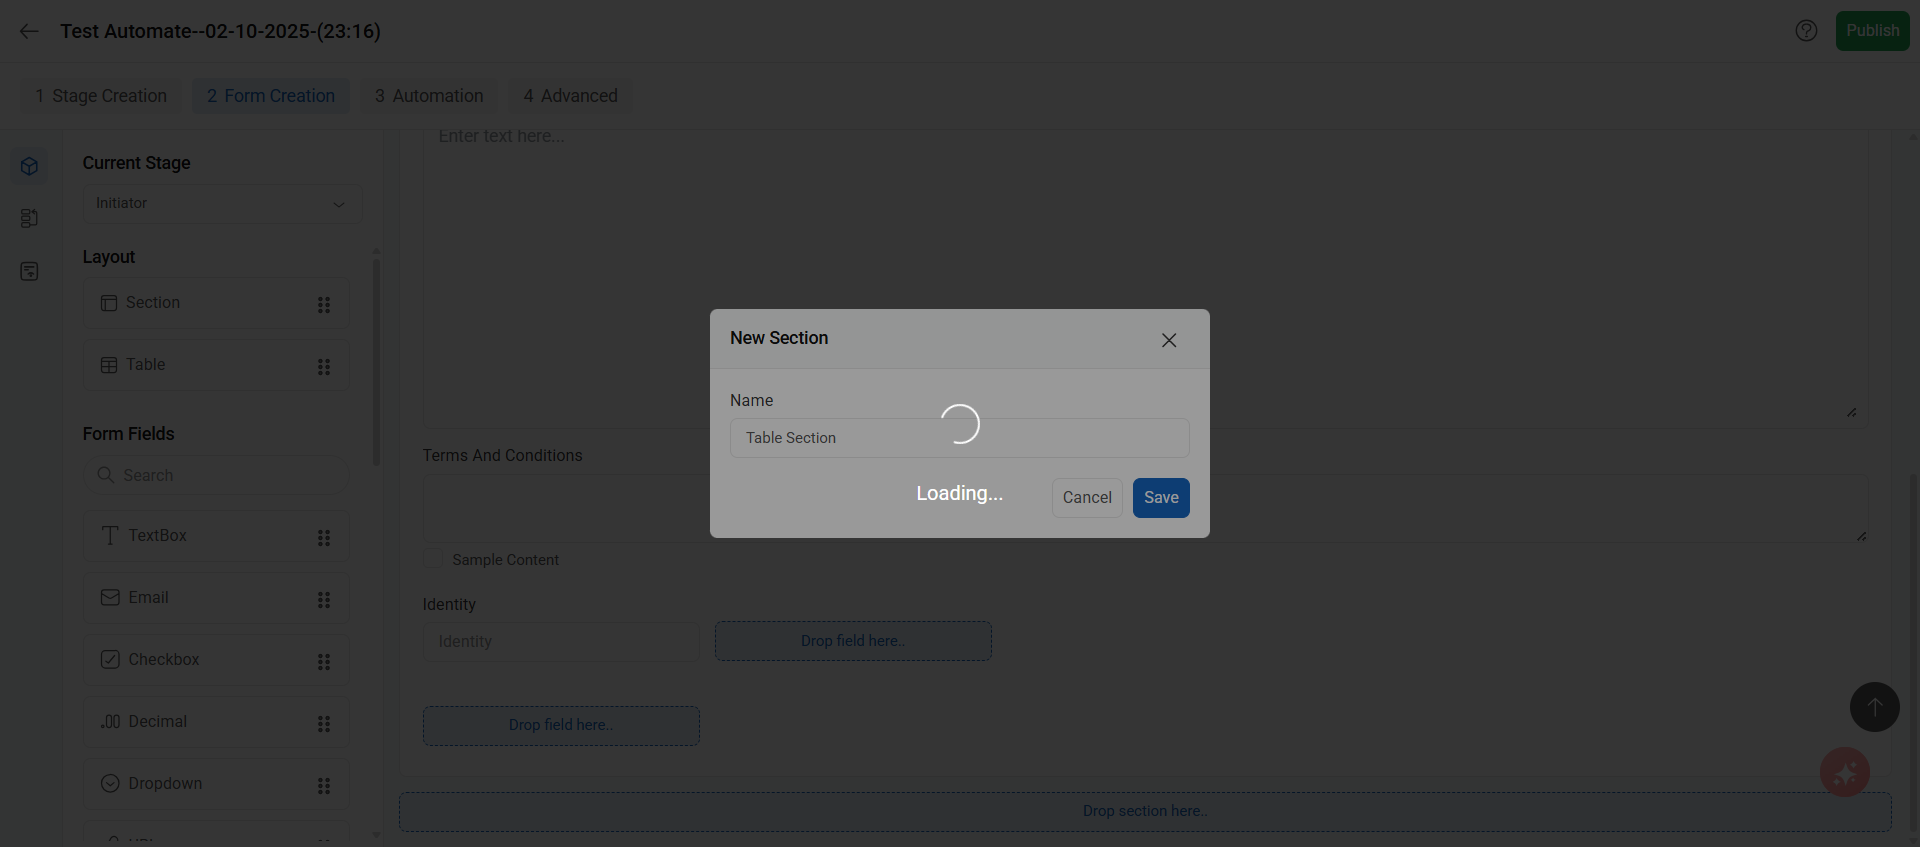 Test Automate--02-10-2025-(23:16)
Publish
1 Stage Creation
2 Form Creation
3 Automation
4 Advanced
Current Stage
Initiator
Layout
Section
Table
Form Fields
Search
TextBox
Email
Checkbox
Decimal
Dropdown
Enter text here...
Terms And Conditions
Sample Content
Identity
Identity
Drop field here..
Drop field here..
Drop section here..
New Section
Name
Table Section
Loading...
Cancel
Save